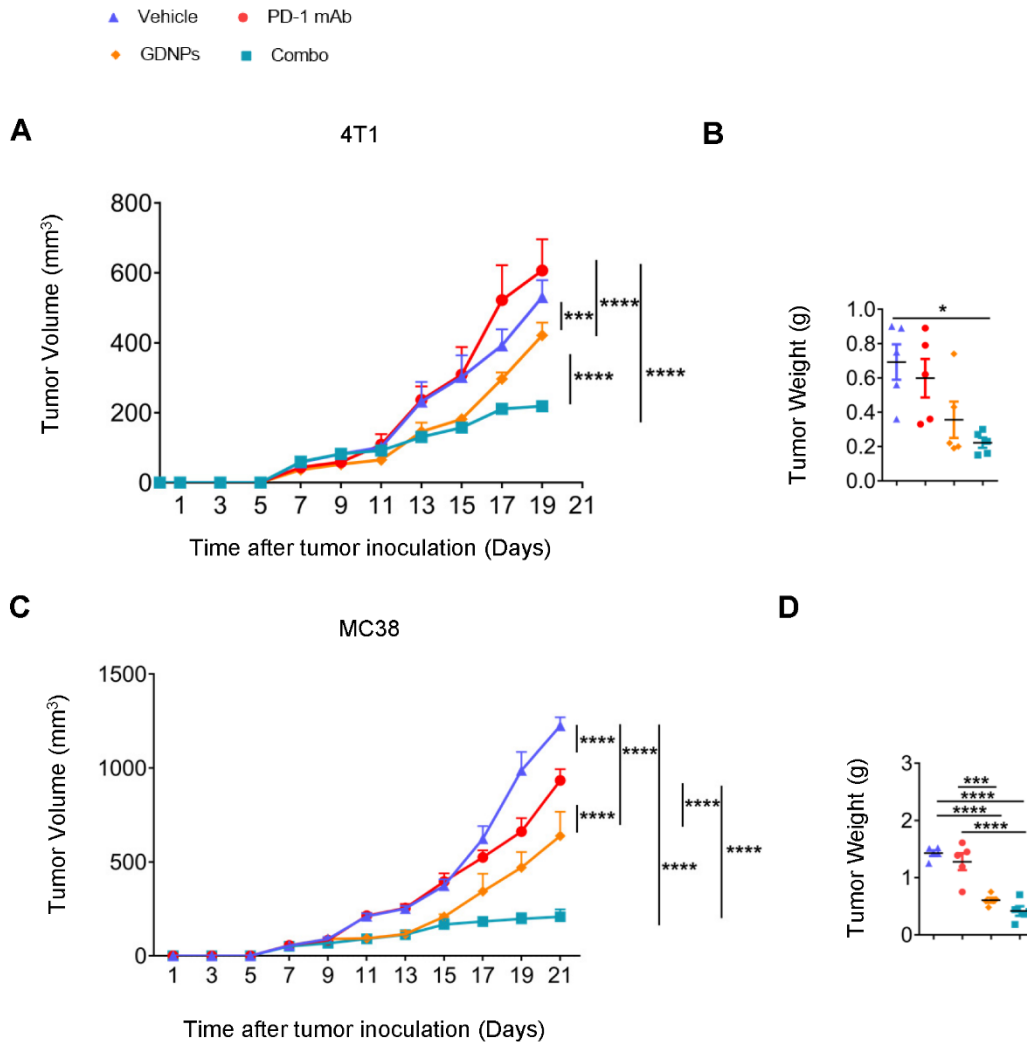 Vehicle PD-1 mAb
GDNPs Combo
A
4T1
B
Tumor Volume (mm³)
800
600
400
200
0
1 3 5 7 9 11 13 15 17 19 21
Time after tumor inoculation (Days)
***
****
****
****
Tumor Weight (g)
1.0
0.8
0.6
0.4
0.2
0.0
*
C
MC38
D
Tumor Volume (mm³)
1500
1000
500
0
1 3 5 7 9 11 13 15 17 19 21
Time after tumor inoculation (Days)
****
****
****
****
****
****
Tumor Weight (g)
3
2
1
0
***
****
****
****